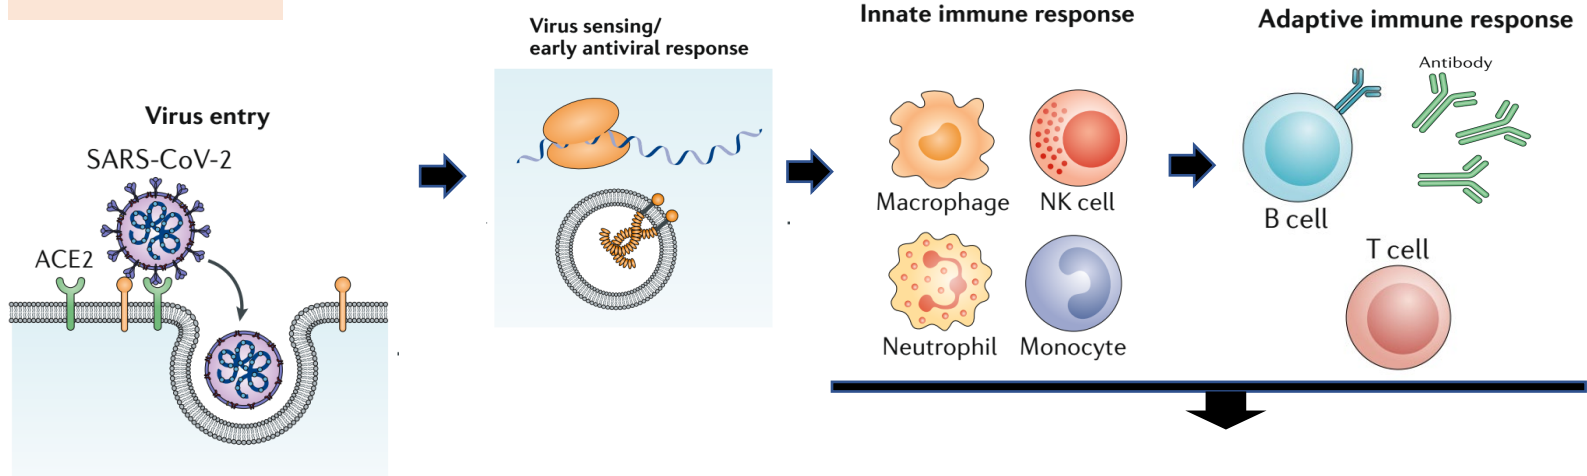 Virus entry
SARS-CoV-2
ACE2
Virus sensing/
early antiviral response
Innate immune response
Macrophage
NK cell
Neutrophil
Monocyte
Adaptive immune response
Antibody
B cell
T cell